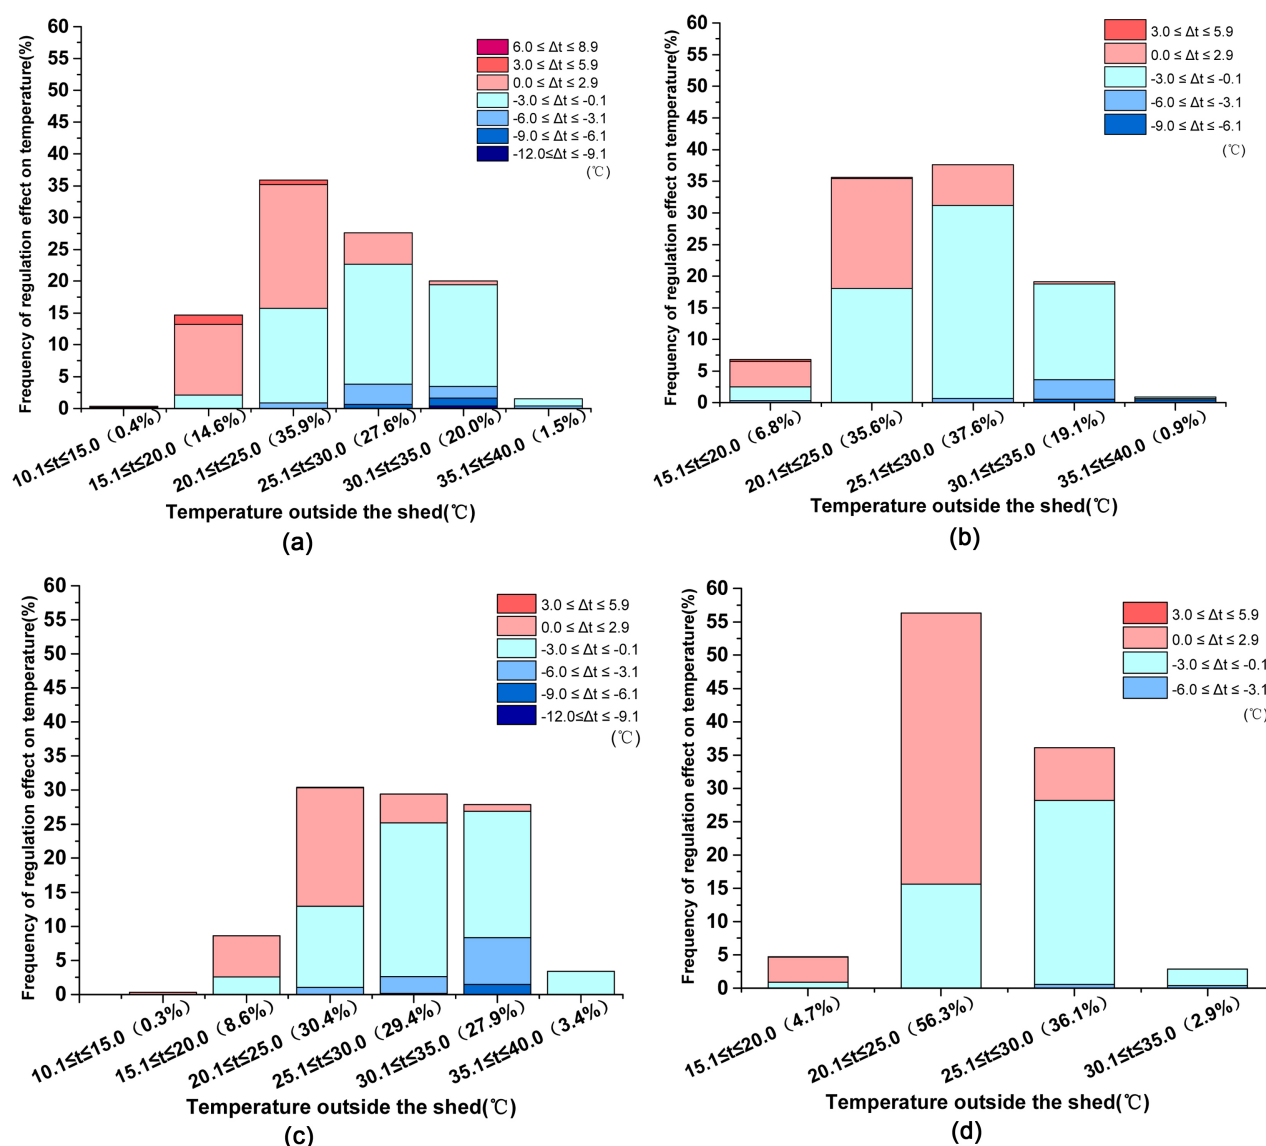 60
55
50
45
40
35
30
25
20
15
10
5
0
Frequency of regulation effect on temperature(%)
6.0 ≤ Δt ≤ 8.9
3.0 ≤ Δt ≤ 5.9
0.0 ≤ Δt ≤ 2.9
-3.0 ≤ Δt ≤ -0.1
-6.0 ≤ Δt ≤ -3.1
-9.0 ≤ Δt ≤ -6.1
-12.0≤Δt ≤ -9.1
(℃)
10.1≤t≤15.0（0.4%）
15.1≤t≤20.0（14.6%）
20.1≤t≤25.0（35.9%）
25.1≤t≤30.0（27.6%）
30.1≤t≤35.0（20.0%）
35.1≤t≤40.0（1.5%）
Temperature outside the shed(℃)
(a)
60
55
50
45
40
35
30
25
20
15
10
5
0
Frequency of regulation effect on temperature(%)
3.0 ≤ Δt ≤ 5.9
0.0 ≤ Δt ≤ 2.9
-3.0 ≤ Δt ≤ -0.1
-6.0 ≤ Δt ≤ -3.1
-9.0 ≤ Δt ≤ -6.1
(℃)
15.1≤t≤20.0（6.8%）
20.1≤t≤25.0（35.6%）
25.1≤t≤30.0（37.6%）
30.1≤t≤35.0（19.1%）
35.1≤t≤40.0（0.9%）
Temperature outside the shed(℃)
(b)
60
55
50
45
40
35
30
25
20
15
10
5
0
Frequency of regulation effect on temperature(%)
3.0 ≤ Δt ≤ 5.9
0.0 ≤ Δt ≤ 2.9
-3.0 ≤ Δt ≤ -0.1
-6.0 ≤ Δt ≤ -3.1
-9.0 ≤ Δt ≤ -6.1
-12.0≤Δt ≤ -9.1
(℃)
10.1≤t≤15.0（0.3%）
15.1≤t≤20.0（8.6%）
20.1≤t≤25.0（30.4%）
25.1≤t≤30.0（29.4%）
30.1≤t≤35.0（27.9%）
35.1≤t≤40.0（3.4%）
Temperature outside the shed(℃)
(c)
60
55
50
45
40
35
30
25
20
15
10
5
0
Frequency of regulation effect on temperature(%)
3.0 ≤ Δt ≤ 5.9
0.0 ≤ Δt ≤ 2.9
-3.0 ≤ Δt ≤ -0.1
-6.0 ≤ Δt ≤ -3.1
(℃)
15.1≤t≤20.0（4.7%）
20.1≤t≤25.0（56.3%）
25.1≤t≤30.0（36.1%）
30.1≤t≤35.0（2.9%）
Temperature outside the shed(℃)
(d)